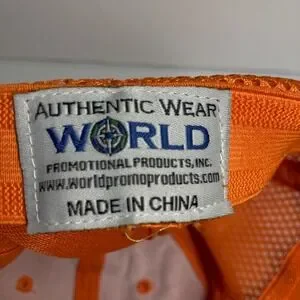 AUTHENTIC WEAR
WORLD
PROMOTIONAL PRODUCTS, INC.
www.worldpromoproducts.com
MADE IN CHINA